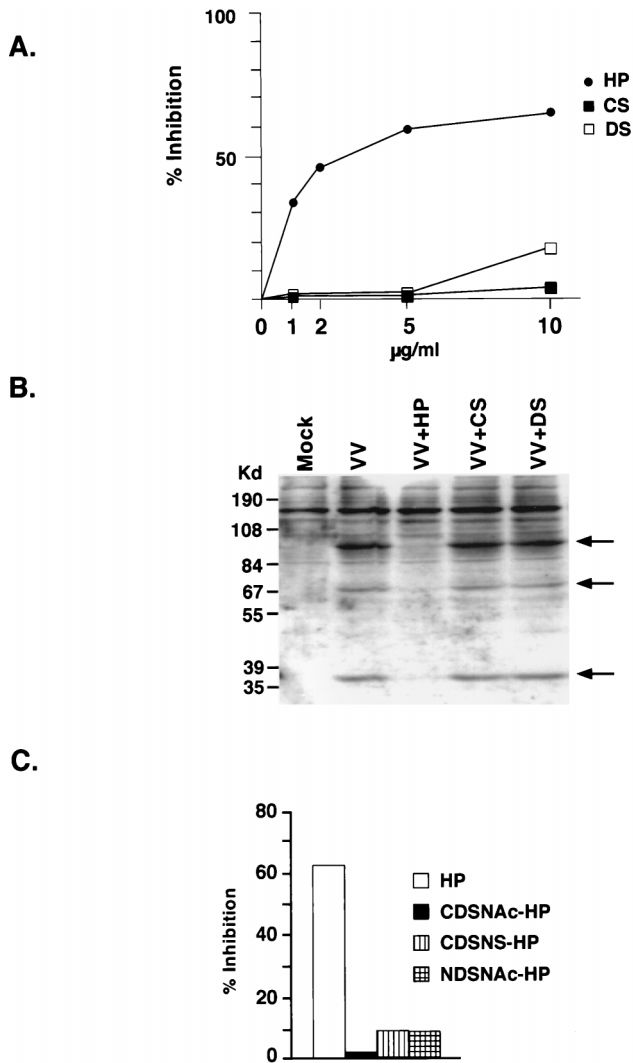 A.
100
50
% Inhibition
HP
CS
DS
0 1 2 5 10
µg/ml
B.
Mock VV VV+HP VV+CS VV+DS
Kd
190
108
84
67
55
39
35
C.
80
60
40
20
0
% Inhibition
HP
CDSNAc-HP
CDSNS-HP
NDSNAc-HP